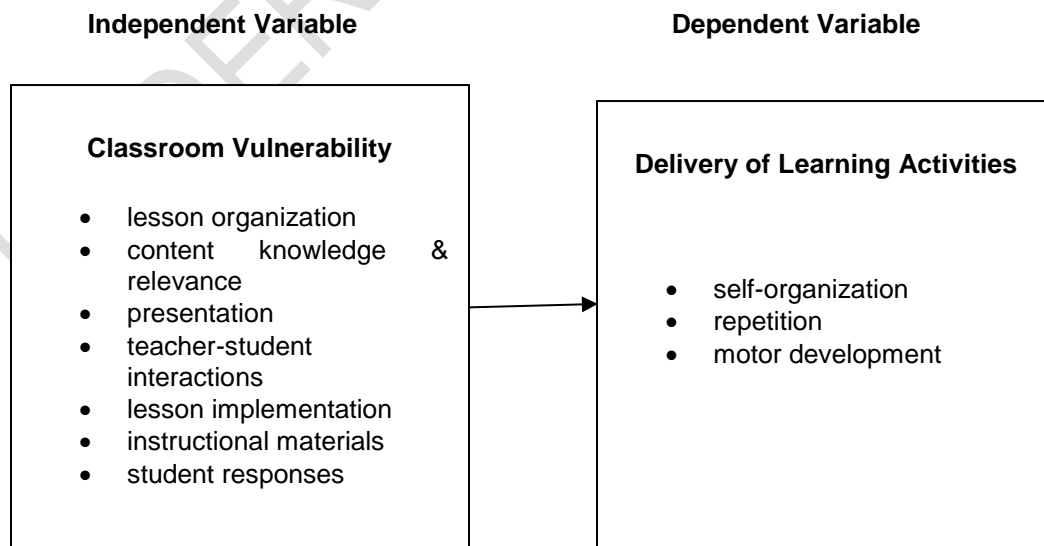 Independent Variable
Dependent Variable
Classroom Vulnerability
• lesson organization
• content knowledge &
relevance
• presentation
• teacher-student
interactions
• lesson implementation
• instructional materials
• student responses
Delivery of Learning Activities
• self-organization
• repetition
• motor development